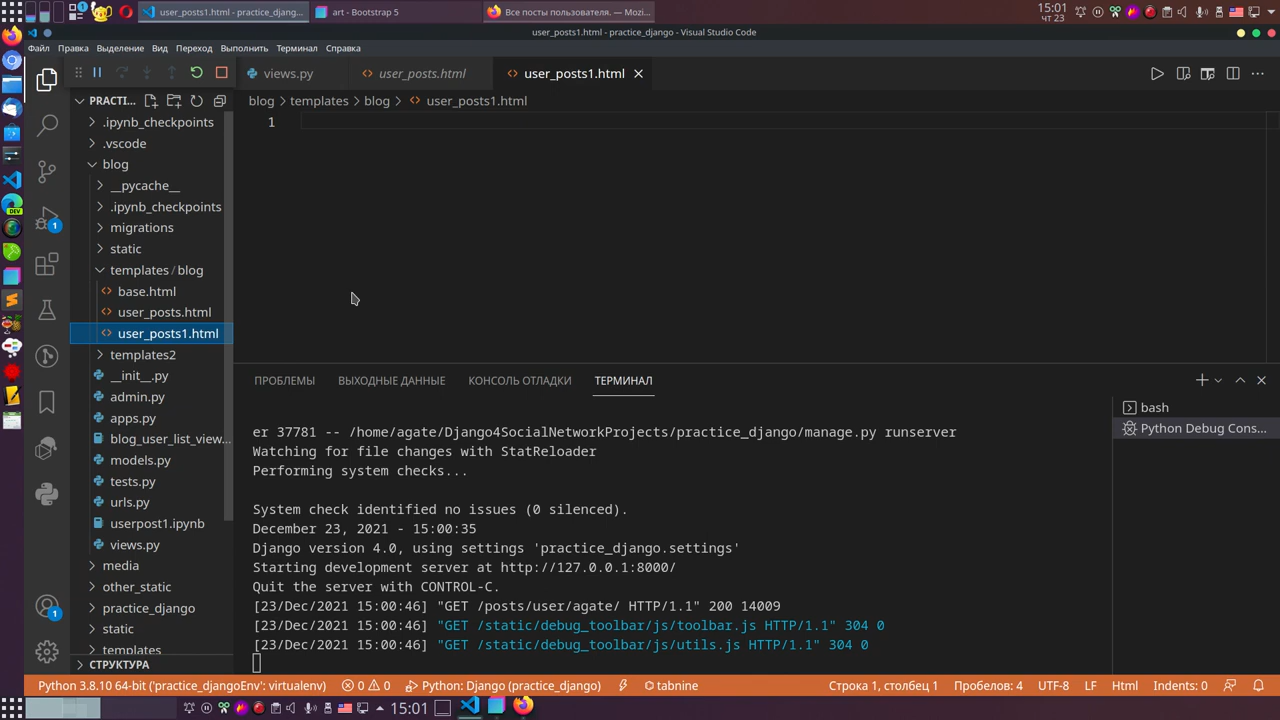 user_posts1.html - practice_djang...
art - Bootstrap 5
Все посты пользователя. — Mozi...
15:01
чт 23
user_posts1.html - practice_django - Visual Studio Code
Файл Правка Выделение Вид Переход Выполнить Терминал Справка
views.py
user_posts.html
user_posts1.html
PRACTI...
blog > templates > blog > user_posts1.html
1
.ipynb_checkpoints
.vscode
blog
__pycache__
.ipynb_checkpoints
migrations
static
templates / blog
base.html
user_posts.html
user_posts1.html
templates2
__init__.py
admin.py
apps.py
blog_user_list_view...
models.py
tests.py
urls.py
userpost1.ipynb
views.py
media
other_static
practice_django
static
templates
СТРУКТУРА
DEV
1
1
ПРОБЛЕМЫ ВЫХОДНЫЕ ДАННЫЕ КОНСОЛЬ ОТЛАДКИ ТЕРМИНАЛ
bash
Python Debug Cons...
er 37781 -- /home/agate/Django4SocialNetworkProjects/practice_django/manage.py runserver
Watching for file changes with StatReloader
Performing system checks...
System check identified no issues (0 silenced).
December 23, 2021 - 15:00:35
Django version 4.0, using settings 'practice_django.settings'
Starting development server at http://127.0.0.1:8000/
Quit the server with CONTROL-C.
[23/Dec/2021 15:00:46] "GET /posts/user/agate/ HTTP/1.1" 200 14009
[23/Dec/2021 15:00:46] "GET /static/debug_toolbar/js/toolbar.js HTTP/1.1" 304 0
[23/Dec/2021 15:00:46] "GET /static/debug_toolbar/js/utils.js HTTP/1.1" 304 0
Python 3.8.10 64-bit ('practice_djangoEnv': virtualenv) 0 0 Python: Django (practice_django) tabnine Строка 1, столбец 1 Пробелов: 4 UTF-8 LF Html Indents: 0
15:01